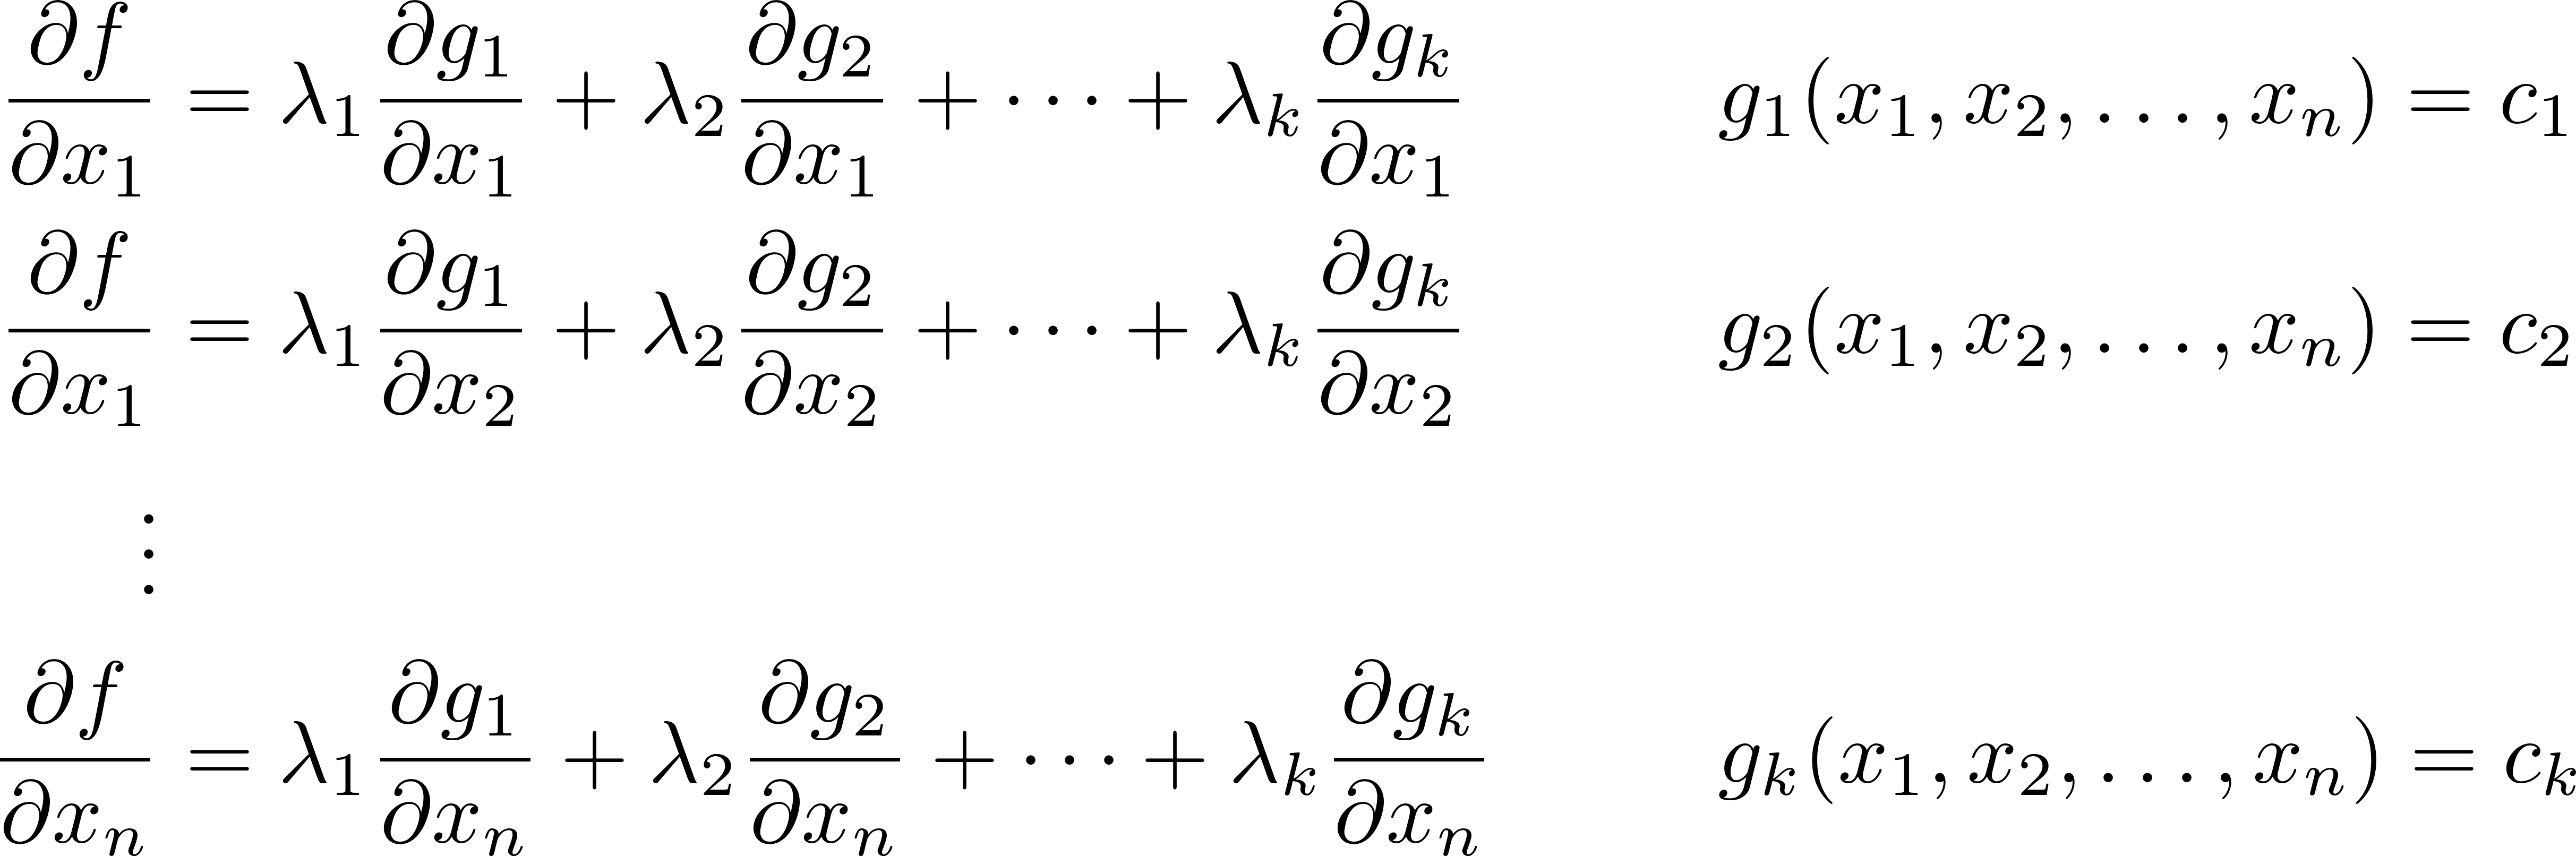 ∂f/∂x₁ = λ₁ ∂g₁/∂x₁ + λ₂ ∂g₂/∂x₁ + ⋯ + λₖ ∂gₖ/∂x₁ g₁(x₁, x₂, …, xₙ) = c₁
∂f/∂x₁ = λ₁ ∂g₁/∂x₂ + λ₂ ∂g₂/∂x₂ + ⋯ + λₖ ∂gₖ/∂x₂ g₂(x₁, x₂, …, xₙ) = c₂
⋮
∂f/∂xₙ = λ₁ ∂g₁/∂xₙ + λ₂ ∂g₂/∂xₙ + ⋯ + λₖ ∂gₖ/∂xₙ gₖ(x₁, x₂, …, xₙ) = cₖ